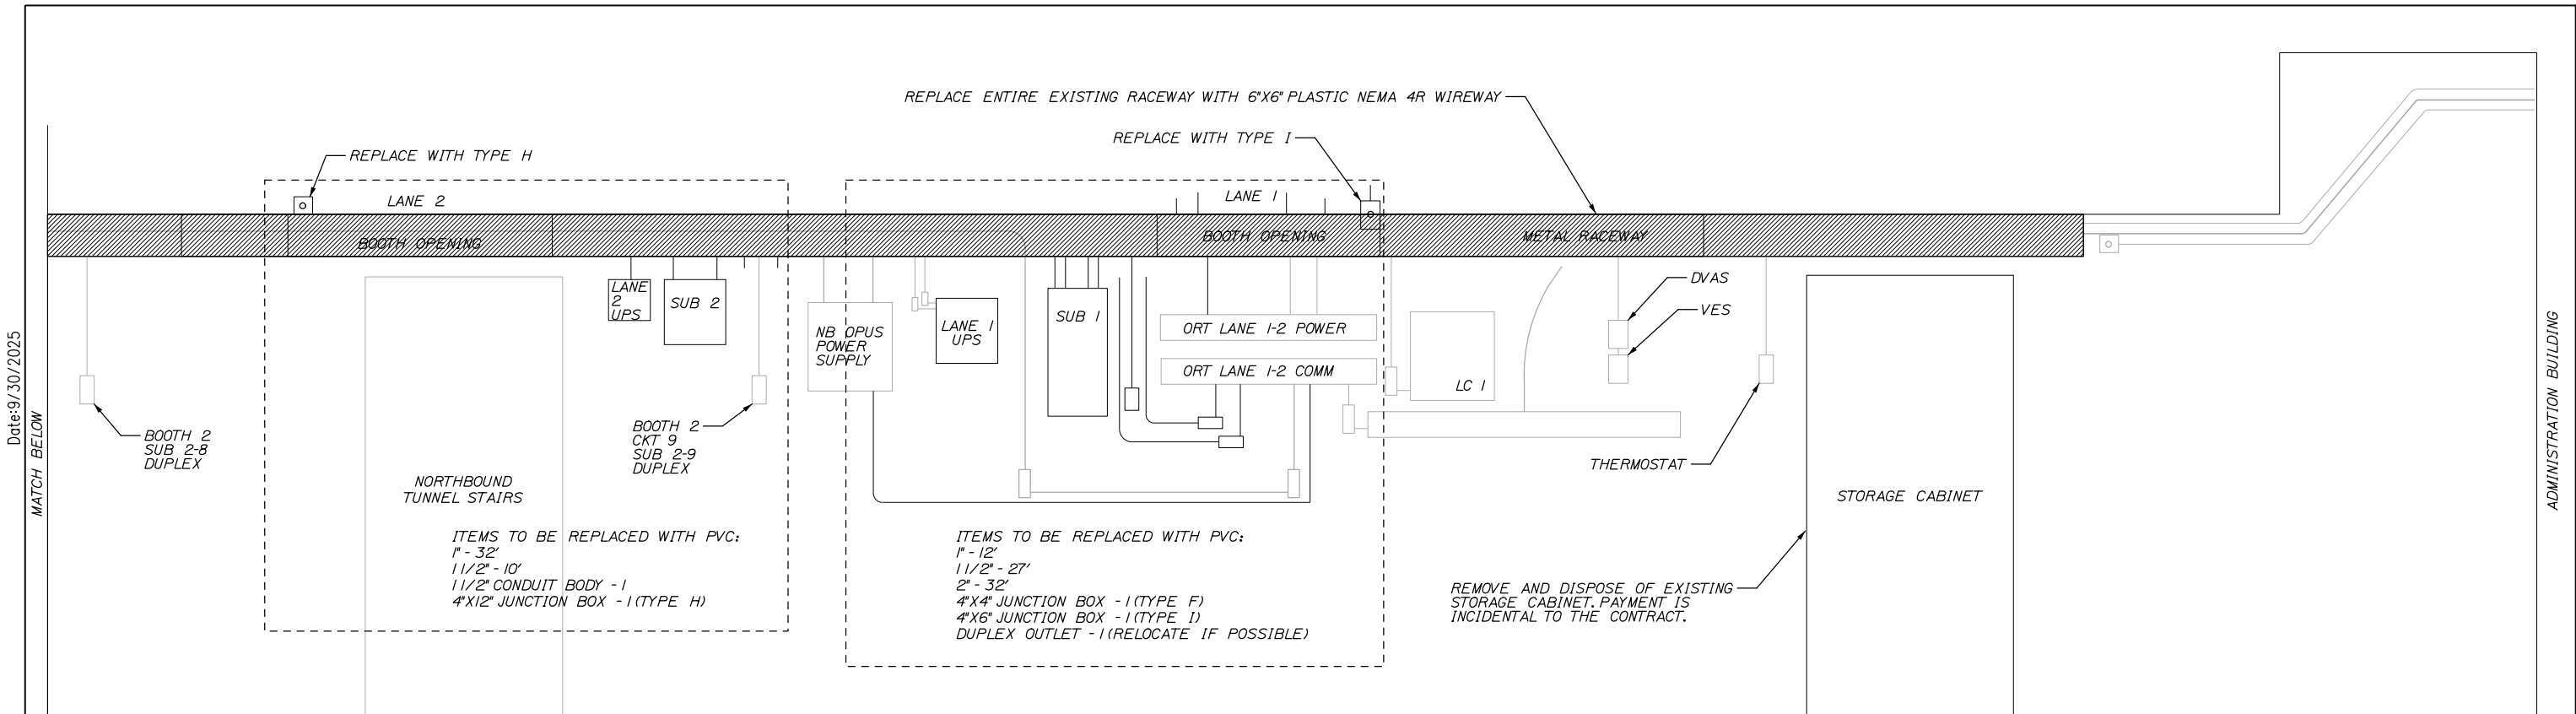 REPLACE ENTIRE EXISTING RACEWAY WITH 6"X6" PLASTIC NEMA 4R WIREWAY
REPLACE WITH TYPE I
REPLACE WITH TYPE H
LANE 2
LANE 1
BOOTH OPENING
BOOTH OPENING
METAL RACEWAY
LANE
2
UPS
SUB 2
NB OPUS
POWER
SUPPLY
LANE 1
UPS
SUB 1
ORT LANE 1-2 POWER
ORT LANE 1-2 COMM
LC 1
DVAS
VES
THERMOSTAT
BOOTH 2
SUB 2-8
DUPLEX
BOOTH 2
CKT 9
SUB 2-9
DUPLEX
NORTHBOUND
TUNNEL STAIRS
STORAGE CABINET
ITEMS TO BE REPLACED WITH PVC:
1" - 32'
1 1/2" - 10'
1 1/2" CONDUIT BODY - 1
4"X12" JUNCTION BOX - 1 (TYPE H)
ITEMS TO BE REPLACED WITH PVC:
1" - 12'
1 1/2" - 27'
2" - 32'
4"X4" JUNCTION BOX - 1 (TYPE F)
4"X6" JUNCTION BOX - 1 (TYPE I)
DUPLEX OUTLET - 1 (RELOCATE IF POSSIBLE)
REMOVE AND DISPOSE OF EXISTING
STORAGE CABINET. PAYMENT IS
INCIDENTAL TO THE CONTRACT.
Date:9/30/2025
MATCH BELOW
ADMINISTRATION BUILDING